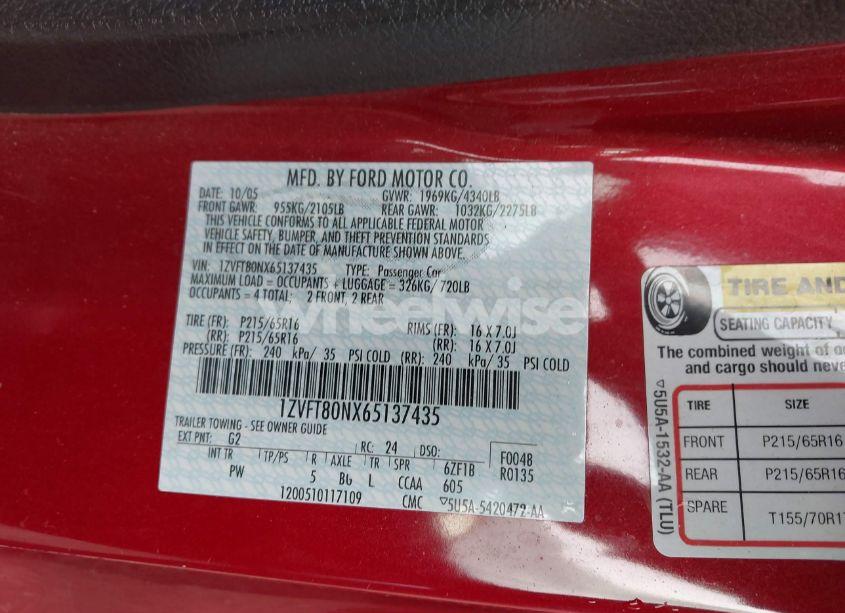 MFD. BY FORD MOTOR CO.
DATE: 10/05 GVWR: 1969KG/4340LB
FRONT GAWR: 955KG/2105LB REAR GAWR: 1032KG/2275LB
THIS VEHICLE CONFORMS TO ALL APPLICABLE FEDERAL MOTOR
VEHICLE SAFETY, BUMPER, AND THEFT PREVENTION STANDARDS
IN EFFECT ON THE DATE OF MANUFACTURE SHOWN ABOVE.
VIN: 1ZVFT80NX65137435 TYPE: Passenger Car
MAXIMUM LOAD = OCCUPANTS + LUGGAGE = 326KG/720LB
OCCUPANTS = 4 TOTAL; 2 FRONT, 2 REAR
wheelwise
TIRE (FR): P215/65R16 RIMS (FR): 16 X 7.0J
(RR): P215/65R16 (RR): 16 X 7.0J
PRESSURE (FR): 240 kPa/ 35 PSI COLD (RR): 240 kPa/ 35 PSI COLD
1ZVFT80NX65137435
TRAILER TOWING - SEE OWNER GUIDE
EXT PNT: G2 RC: 24 DSO: F004B
INT TR TP/PS R AXLE TR SPR 6ZF1B R0135
PW 5 B6 L CCAA 605
1200510117109 CMC ▽5U5A-5420472-AA
TIRE AND
SEATING CAPACITY
The combined weight of oc
and cargo should neve
TIRE SIZE
FRONT P215/65R16
REAR P215/65R16
SPARE T155/70R17
▽5U5A-1532-AA (TLU)